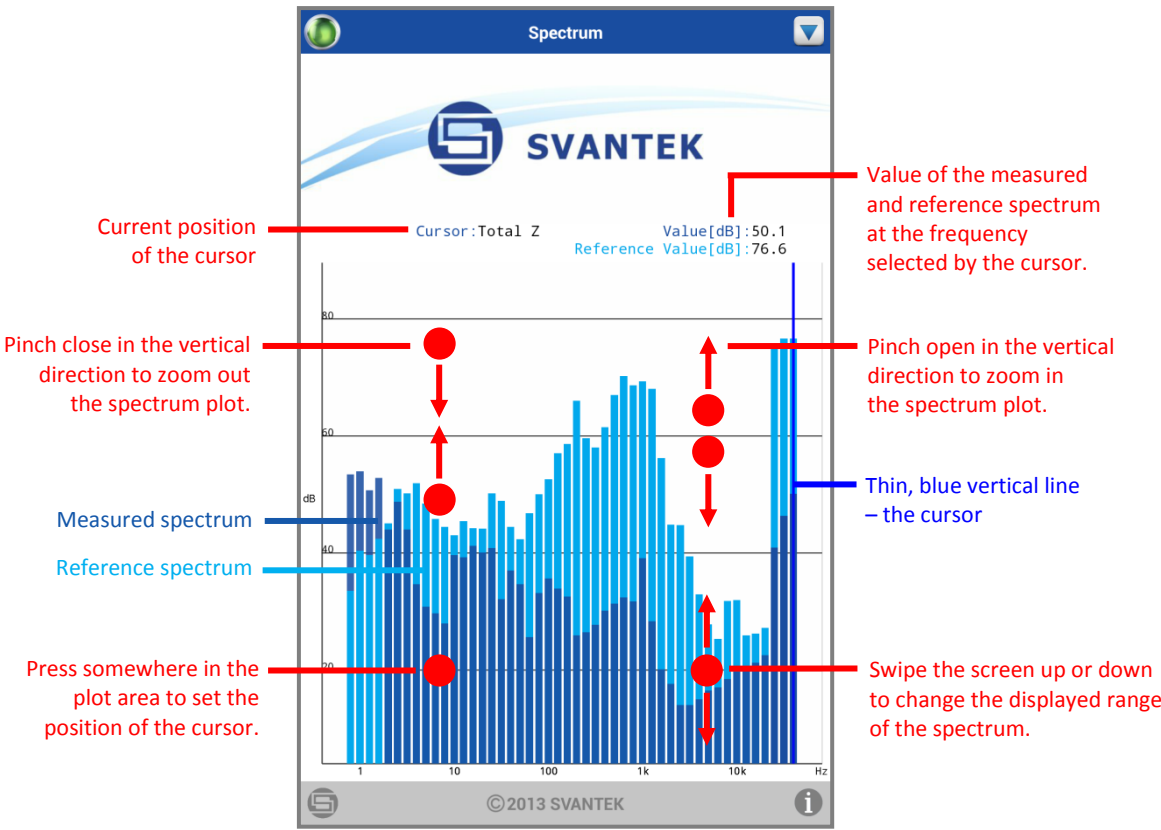 Spectrum
SVANTEK
Value of the measured
and reference spectrum
at the frequency
selected by the cursor.
Current position
of the cursor
Cursor:Total Z
Value[dB]:50.1
Reference Value[dB]:76.6
80
Pinch close in the vertical
direction to zoom out
the spectrum plot.
Pinch open in the vertical
direction to zoom in
the spectrum plot.
60
dB
Thin, blue vertical line
– the cursor
Measured spectrum
40
Reference spectrum
Press somewhere in the
plot area to set the
position of the cursor.
20
Swipe the screen up or down
to change the displayed range
of the spectrum.
1 10 100 1k 10k Hz
©2013 SVANTEK
i